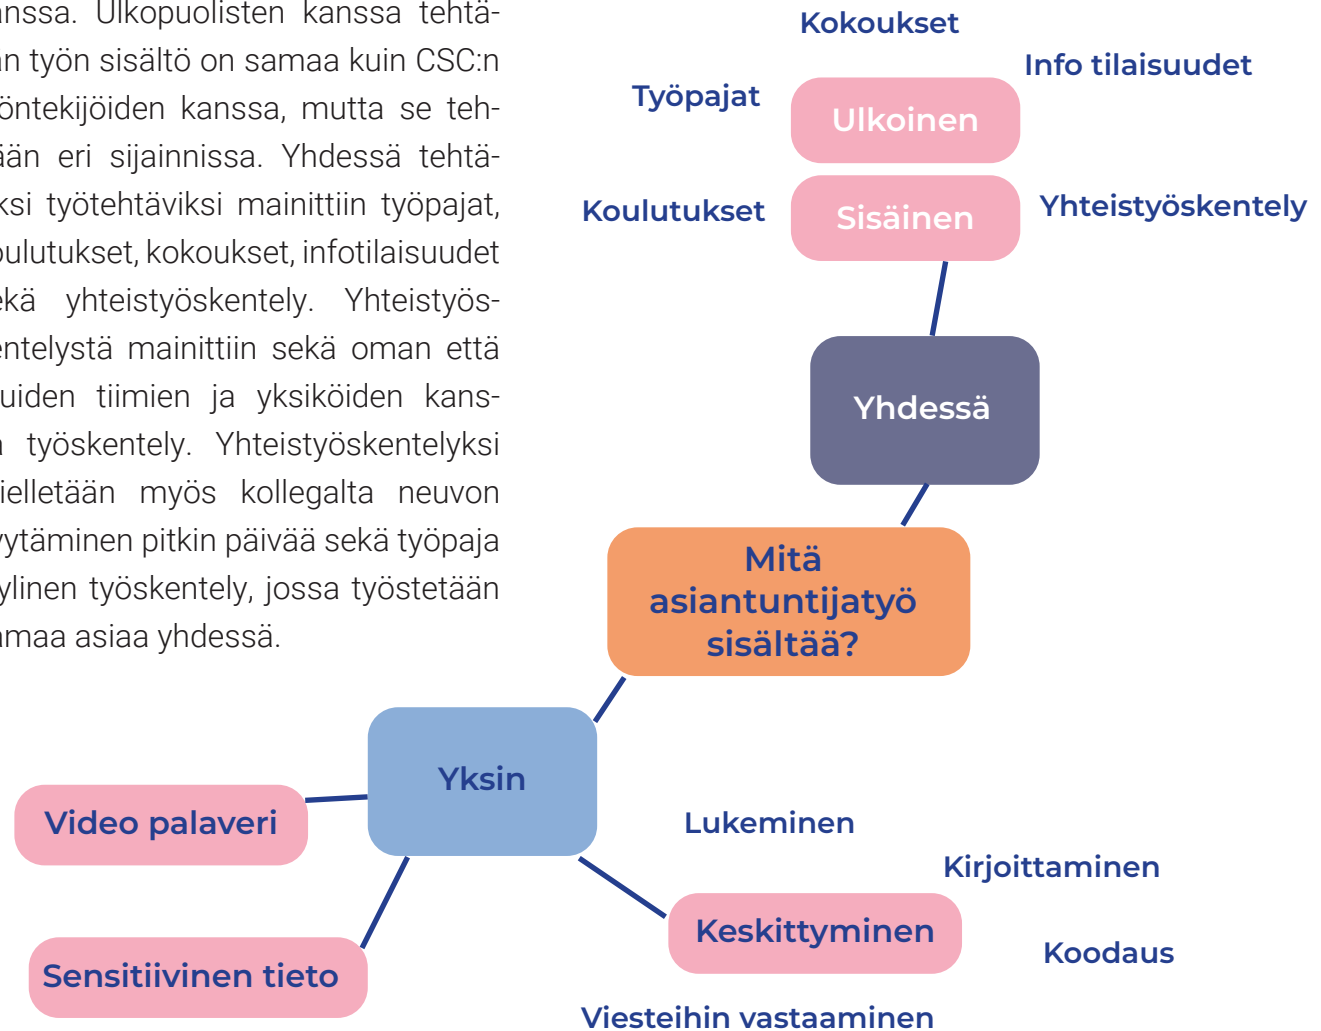 anssa. Ulkopuolisten kanssa tehtä-
än työn sisältö on samaa kuin CSC:n
öntekijöiden kanssa, mutta se teh-
ään eri sijainnissa. Yhdessä tehtä-
ksi työtehtäviksi mainittiin työpajat,
oulutukset, kokoukset, infotilaisuudet
ekä yhteistyöskentely. Yhteistyös-
entelystä mainittiin sekä oman että
uiden tiimien ja yksiköiden kans-
a työskentely. Yhteistyöskentelyksi
ielletään myös kollegalta neuvon
ytäminen pitkin päivää sekä työpaja
ylinen työskentely, jossa työstetään
amaa asiaa yhdessä.
Kokoukset
Info tilaisuudet
Työpajat
Ulkoinen
Koulutukset
Sisäinen
Yhteistyöskentely
Yhdessä
Mitä
asiantuntijatyö
sisältää?
Yksin
Video palaveri
Sensitiivinen tieto
Lukeminen
Kirjoittaminen
Keskittyminen
Koodaus
Viesteihin vastaaminen